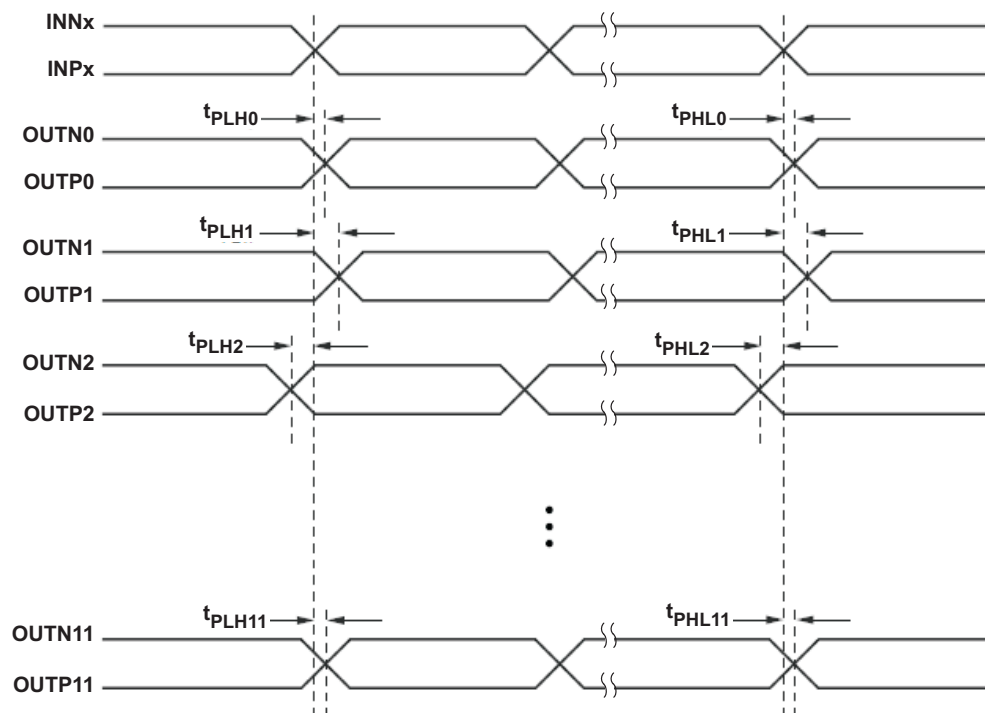 INNx
INPx
tPLH0 tPHL0
OUTN0
OUTP0
tPLH1 tPHL1
OUTN1
OUTP1
tPLH2 tPHL2
OUTN2
OUTP2
tPLH11 tPHL11
OUTN11
OUTP11